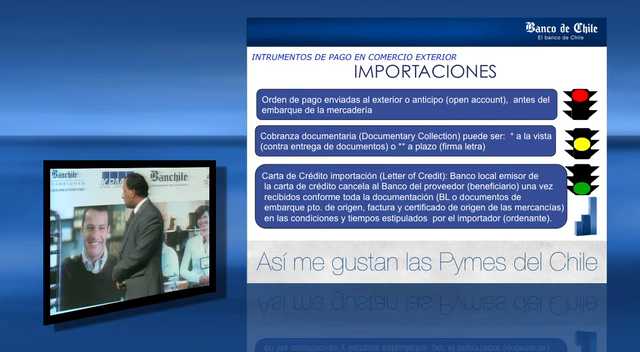 Banco de Chile
El banco de Chile
INTRUMENTOS DE PAGO EN COMERCIO EXTERIOR
IMPORTACIONES
Orden de pago enviadas al exterior o anticipo (open account), antes del
embarque de la mercadería
Cobranza documentaria (Documentary Collection) puede ser: * a la vista
(contra entrega de documentos) o ** a plazo (firma letra)
Carta de Crédito importación (Letter of Credit): Banco local emisor de
la carta de crédito cancela al Banco del proveedor (beneficiario) una vez
recibidos conforme toda la documentación (BL o documentos de
embarque pto. de origen, factura y certificado de origen de las mercancías)
en las condiciones y tiempos estipulados por el importador (ordenante).
Así me gustan las Pymes del Chile
Banchile
Banchile